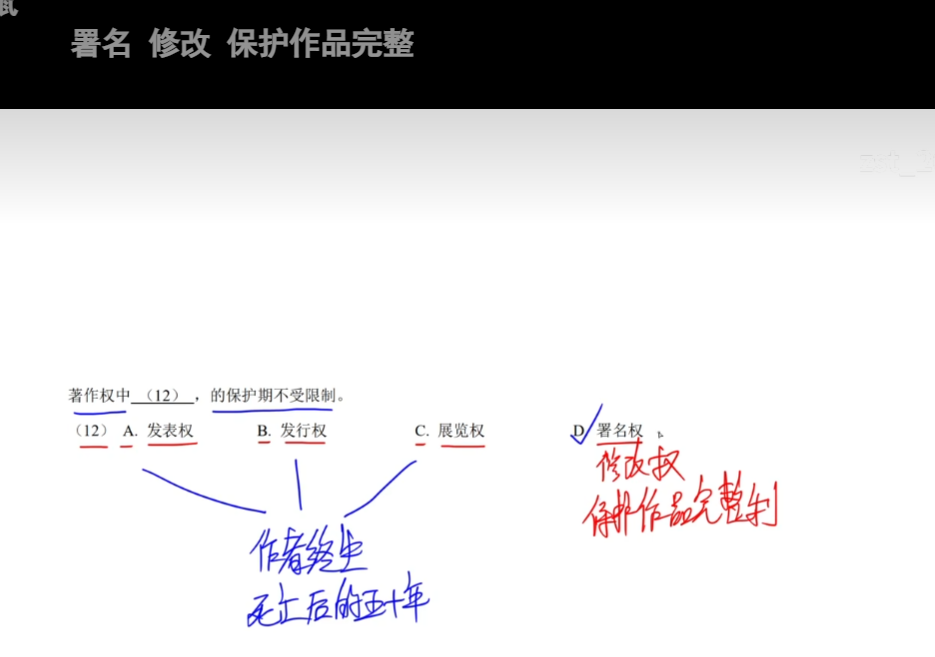 署名 修改 保护作品完整
著作权中（12），的保护期不受限制。
（12） A. 发表权 B. 发行权 C. 展览权 D 署名权
修改权
保护作品完整
作者终生
死亡后的五十年